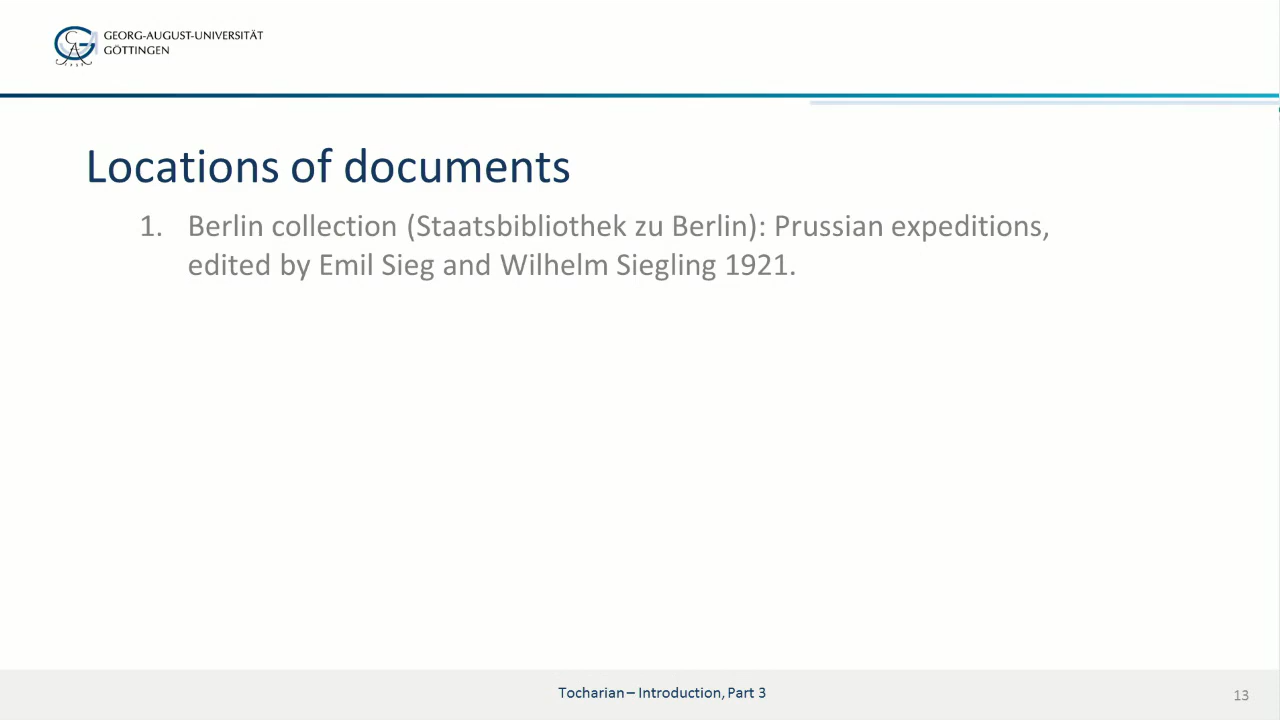 GEORG-AUGUST-UNIVERSITÄT
GÖTTINGEN
Locations of documents
1. Berlin collection (Staatsbibliothek zu Berlin): Prussian expeditions,
edited by Emil Sieg and Wilhelm Siegling 1921.
Tocharian – Introduction, Part 3
13